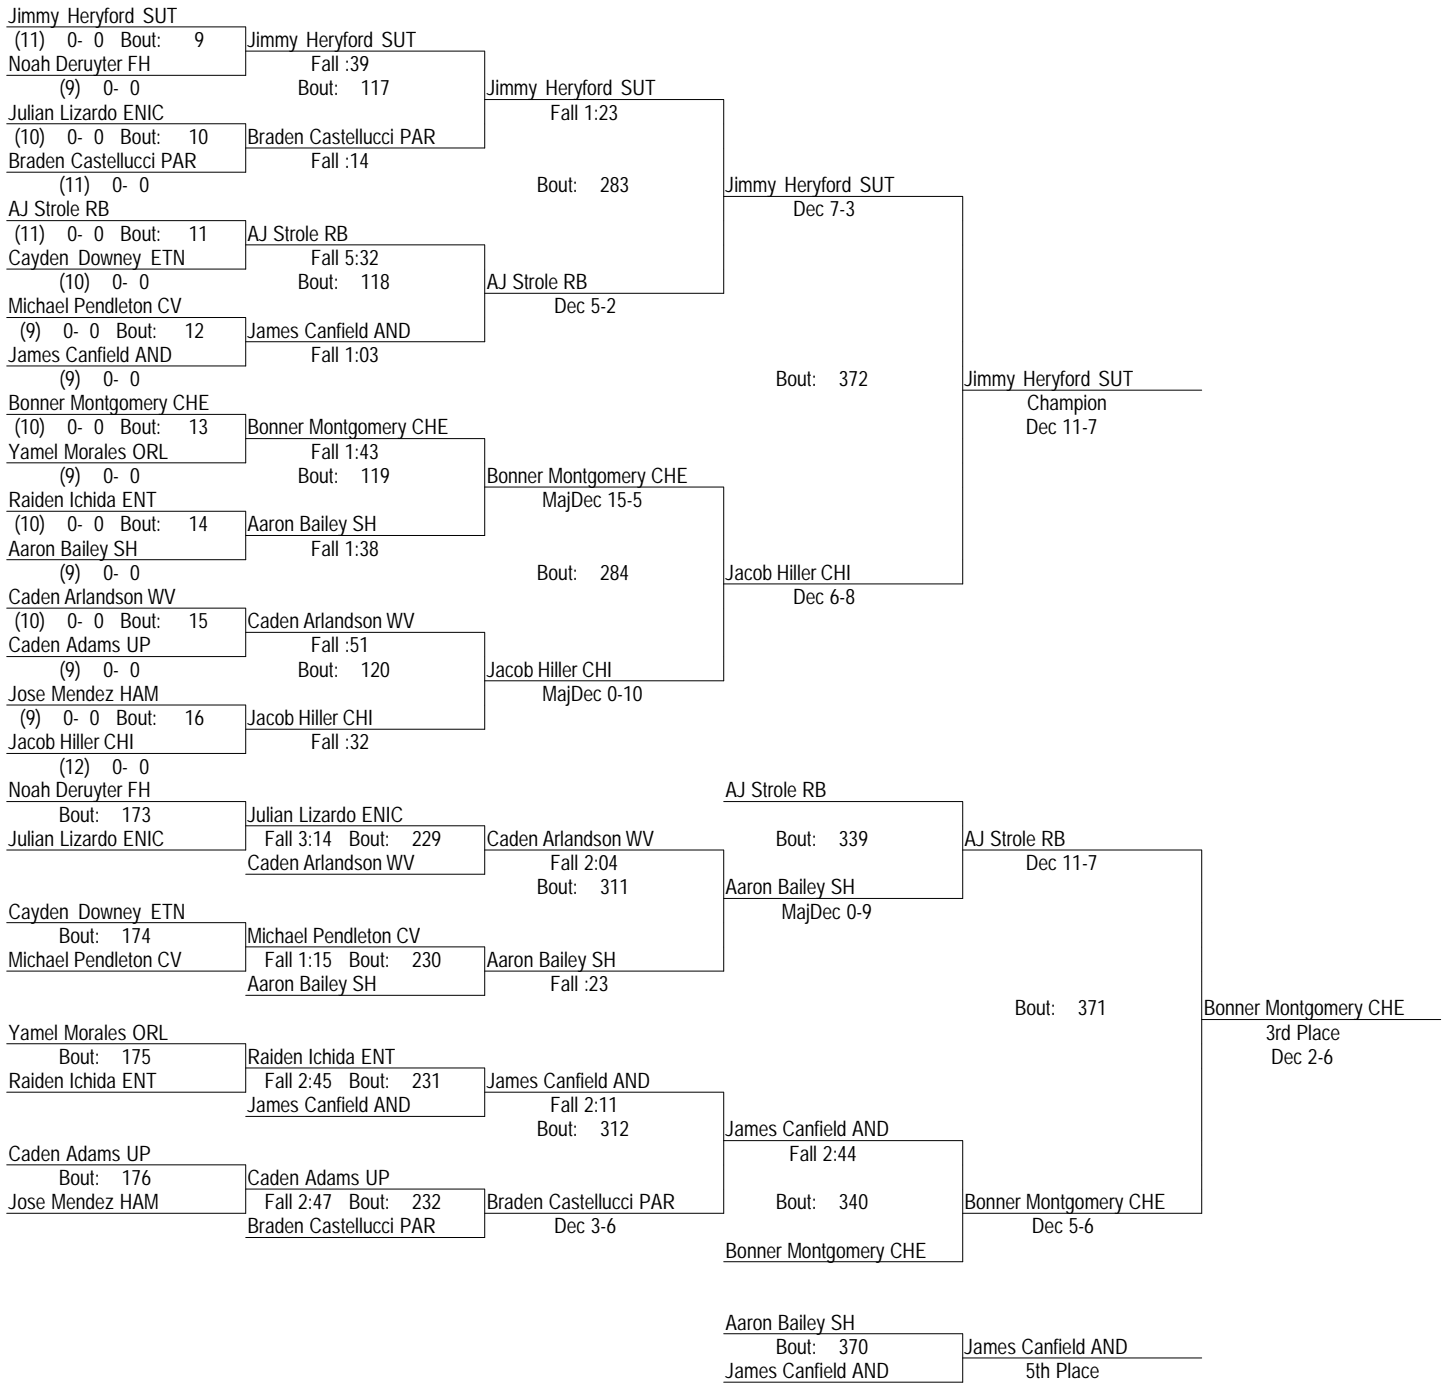 Jimmy Heryford SUT
(11) 0- 0 Bout: 9
Jimmy Heryford SUT
Noah Deruyter FH
Fall :39
(9) 0- 0
Bout: 117
Jimmy Heryford SUT
Julian Lizardo ENIC
Fall 1:23
(10) 0- 0 Bout: 10
Braden Castellucci PAR
Braden Castellucci PAR
Fall :14
(11) 0- 0
Bout: 283
Jimmy Heryford SUT
AJ Strole RB
Dec 7-3
(11) 0- 0 Bout: 11
AJ Strole RB
Cayden Downey ETN
Fall 5:32
(10) 0- 0
Bout: 118
AJ Strole RB
Michael Pendleton CV
Dec 5-2
(9) 0- 0 Bout: 12
James Canfield AND
James Canfield AND
Fall 1:03
(9) 0- 0
Bout: 372
Jimmy Heryford SUT
Bonner Montgomery CHE
Champion
(10) 0- 0 Bout: 13
Bonner Montgomery CHE
Dec 11-7
Yamel Morales ORL
Fall 1:43
(9) 0- 0
Bout: 119
Bonner Montgomery CHE
Raiden Ichida ENT
MajDec 15-5
(10) 0- 0 Bout: 14
Aaron Bailey SH
Aaron Bailey SH
Fall 1:38
(9) 0- 0
Bout: 284
Jacob Hiller CHI
Caden Arlandson WV
Dec 6-8
(10) 0- 0 Bout: 15
Caden Arlandson WV
Caden Adams UP
Fall :51
(9) 0- 0
Bout: 120
Jacob Hiller CHI
Jose Mendez HAM
MajDec 0-10
(9) 0- 0 Bout: 16
Jacob Hiller CHI
Jacob Hiller CHI
Fall :32
(12) 0- 0
Noah Deruyter FH
AJ Strole RB
Bout: 173
Julian Lizardo ENIC
Julian Lizardo ENIC
Fall 3:14 Bout: 229
Caden Arlandson WV
Bout: 339
AJ Strole RB
Caden Arlandson WV
Fall 2:04
Dec 11-7
Bout: 311
Aaron Bailey SH
Cayden Downey ETN
MajDec 0-9
Bout: 174
Michael Pendleton CV
Michael Pendleton CV
Fall 1:15 Bout: 230
Aaron Bailey SH
Aaron Bailey SH
Fall :23
Bout: 371
Bonner Montgomery CHE
Yamel Morales ORL
3rd Place
Bout: 175
Raiden Ichida ENT
Dec 2-6
Raiden Ichida ENT
Fall 2:45 Bout: 231
James Canfield AND
James Canfield AND
Fall 2:11
Bout: 312
James Canfield AND
Caden Adams UP
Fall 2:44
Bout: 176
Caden Adams UP
Jose Mendez HAM
Fall 2:47 Bout: 232
Braden Castellucci PAR
Bout: 340
Bonner Montgomery CHE
Braden Castellucci PAR
Dec 3-6
Dec 5-6
Bonner Montgomery CHE
Aaron Bailey SH
Bout: 370
James Canfield AND
James Canfield AND
5th Place